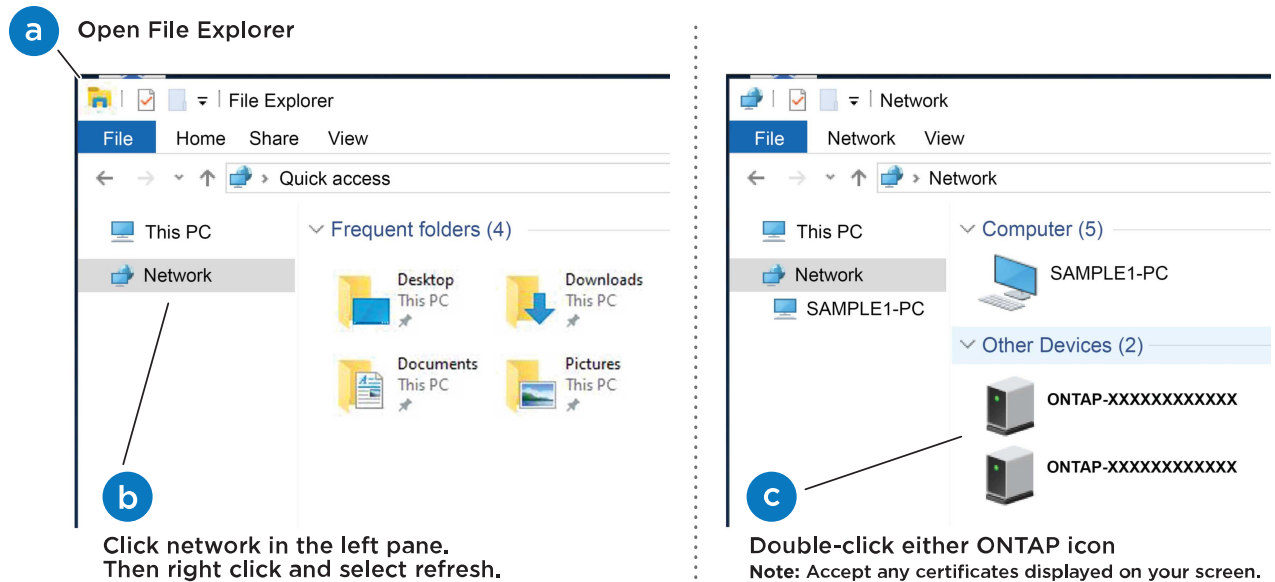 a Open File Explorer
File Explorer
File Home Share View
Quick access
This PC
Network
Frequent folders (4)
Desktop
This PC
Downloads
This PC
Documents
This PC
Pictures
This PC
b
Click network in the left pane.
Then right click and select refresh.
Network
File Network View
Network
This PC
Network
SAMPLE1-PC
Computer (5)
SAMPLE1-PC
Other Devices (2)
ONTAP-XXXXXXXXXXXX
ONTAP-XXXXXXXXXXXX
c
Double-click either ONTAP icon
Note: Accept any certificates displayed on your screen.